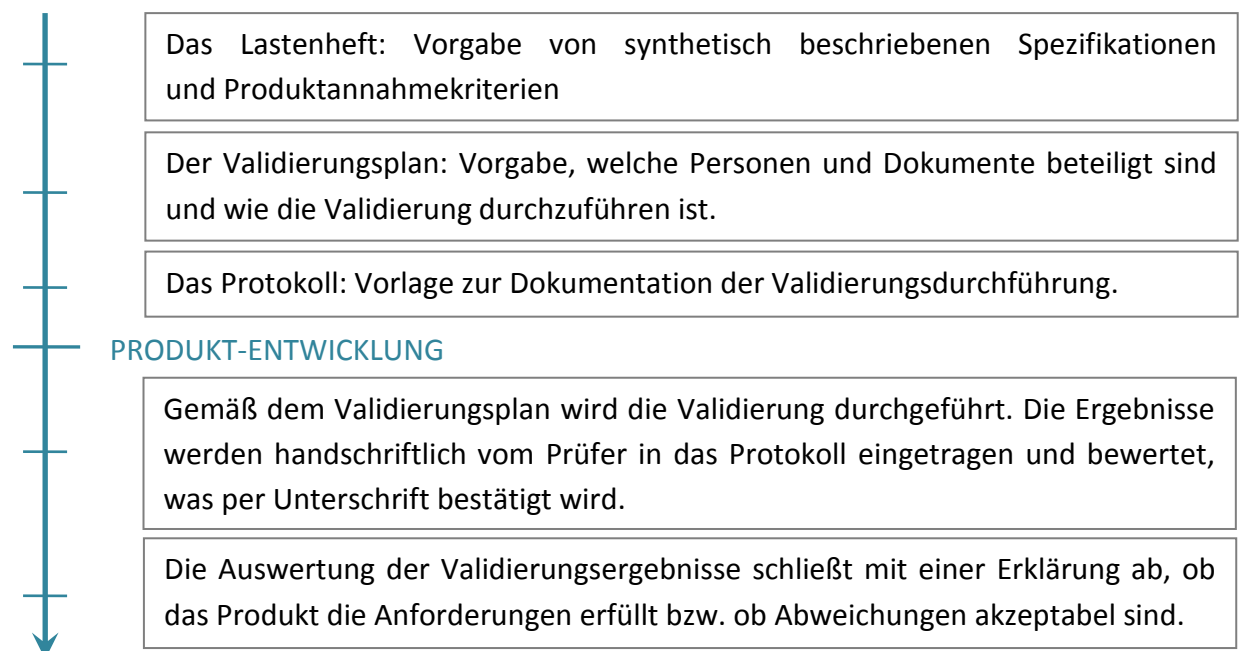 Das Lastenheft: Vorgabe von synthetisch beschriebenen Spezifikationen
und Produktannahmekriterien
Der Validierungsplan: Vorgabe, welche Personen und Dokumente beteiligt sind
und wie die Validierung durchzuführen ist.
Das Protokoll: Vorlage zur Dokumentation der Validierungsdurchführung.
PRODUKT-ENTWICKLUNG
Gemäß dem Validierungsplan wird die Validierung durchgeführt. Die Ergebnisse
werden handschriftlich vom Prüfer in das Protokoll eingetragen und bewertet,
was per Unterschrift bestätigt wird.
Die Auswertung der Validierungsergebnisse schließt mit einer Erklärung ab, ob
das Produkt die Anforderungen erfüllt bzw. ob Abweichungen akzeptabel sind.